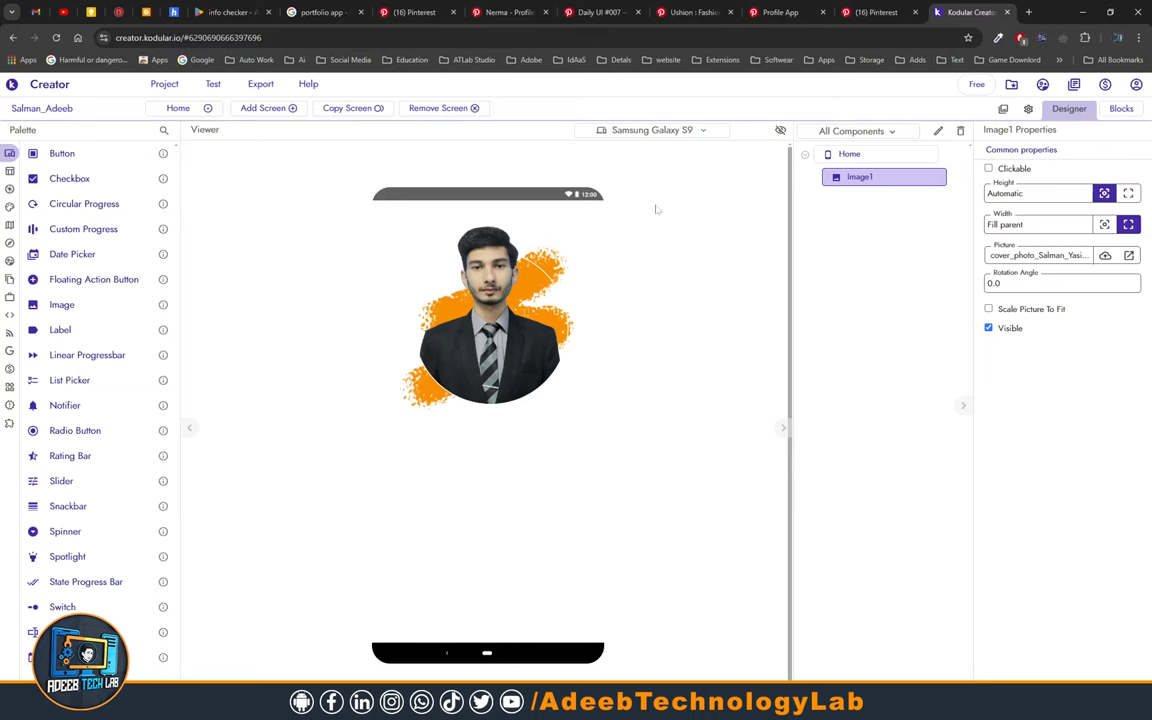 info checker - A
portfolio app -
(16) Pinterest
Nerma - Profile
Daily UI #007 -
Ushion : Fashion
Profile App
(16) Pinterest
Kodular Creato
creator.kodular.io/#6290690666397696
Apps
Harmful or dangero...
Apps
Google
Auto Work
Ai
Social Media
Education
ATLab Studio
Adobe
IdAaS
Detals
website
Extensions
Softwear
Apps
Storage
Adds
Text
Game Downlord
All Bookmarks
Creator
Project
Test
Export
Help
Free
Salman_Adeeb
Home
Add Screen
Copy Screen
Remove Screen
Designer
Blocks
Palette
Viewer
Samsung Galaxy S9
All Components
Image1 Properties
Common properties
Button
Checkbox
Circular Progress
Custom Progress
Date Picker
Floating Action Button
Image
Label
Linear Progressbar
List Picker
Notifier
Radio Button
Rating Bar
Slider
Snackbar
Spinner
Spotlight
State Progress Bar
Switch
12:00
Home
Image1
Clickable
Height
Automatic
Width
Fill parent
Picture
cover_photo_Salman_Yasi...
Rotation Angle
0.0
Scale Picture To Fit
Visible
ADEEB TECH LAB
/AdeebTechnologyLab